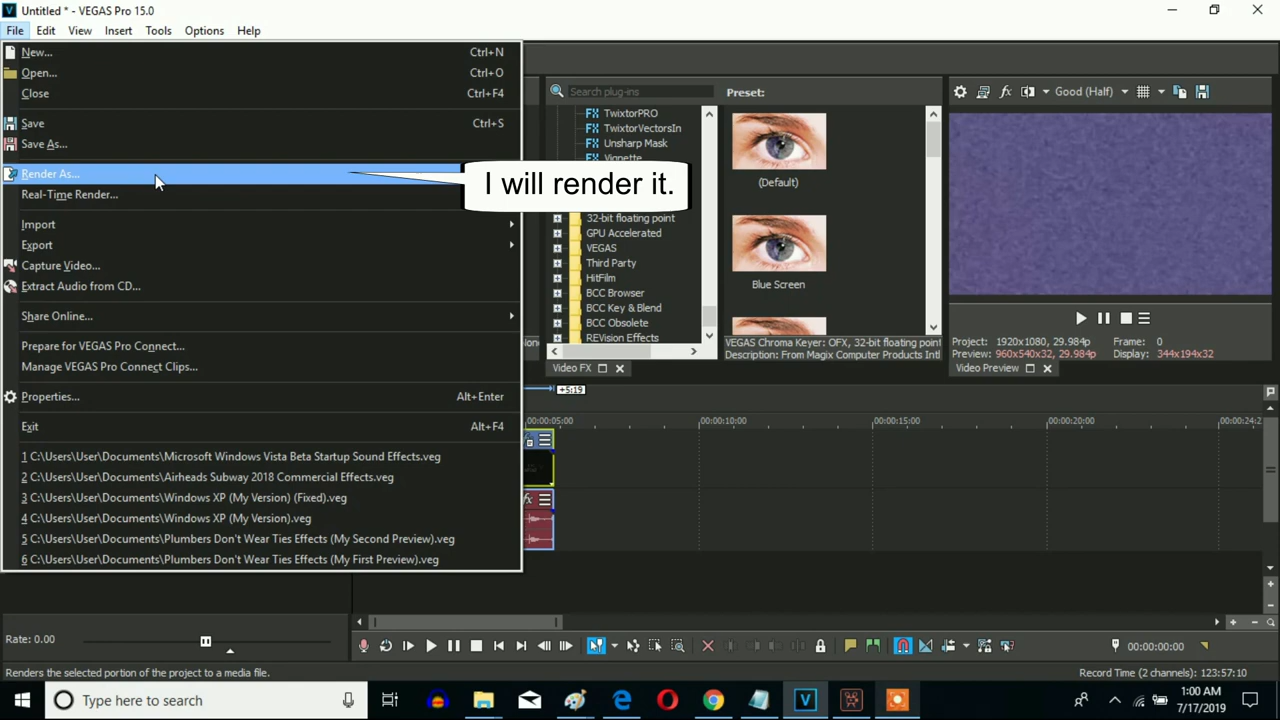 Untitled * - VEGAS Pro 15.0
File Edit View Insert Tools Options Help
New... Ctrl+N
Open... Ctrl+O
Close Ctrl+F4
Save Ctrl+S
Save As...
Render As...
Real-Time Render...
Import
Export
Capture Video...
Extract Audio from CD...
Share Online...
Prepare for VEGAS Pro Connect...
Manage VEGAS Pro Connect Clips...
Properties... Alt+Enter
Exit Alt+F4
1 C:\Users\User\Documents\Microsoft Windows Vista Beta Startup Sound Effects.veg
2 C:\Users\User\Documents\Airheads Subway 2018 Commercial Effects.veg
3 C:\Users\User\Documents\Windows XP (My Version) (Fixed).veg
4 C:\Users\User\Documents\Windows XP (My Version).veg
5 C:\Users\User\Documents\Plumbers Don't Wear Ties Effects (My Second Preview).veg
6 C:\Users\User\Documents\Plumbers Don't Wear Ties Effects (My First Preview).veg
I will render it.
Search plug-ins
TwixtorPRO
TwixtorVectorsIn
Unsharp Mask
Vignette
32-bit floating point
GPU Accelerated
VEGAS
Third Party
HitFilm
BCC Browser
BCC Key & Blend
BCC Obsolete
REVision Effects
Preset:
(Default)
Blue Screen
VEGAS Chroma Keyer: OFX, 32-bit floating point
Description: From Magix Computer Products Intl
Video FX
Good (Half)
Project: 1920x1080, 29.984p
Frame: 0
Preview: 960x540x32, 29.984p
Display: 344x194x32
Video Preview
+5:19
00:00:05:00 00:00:10:00 00:00:15:00 00:00:20:00 00:00:24:2
Rate: 0.00
00:00:00:00
Renders the selected portion of the project to a media file.
Record Time (2 channels): 123:57:10
Type here to search
1:00 AM
7/17/2019